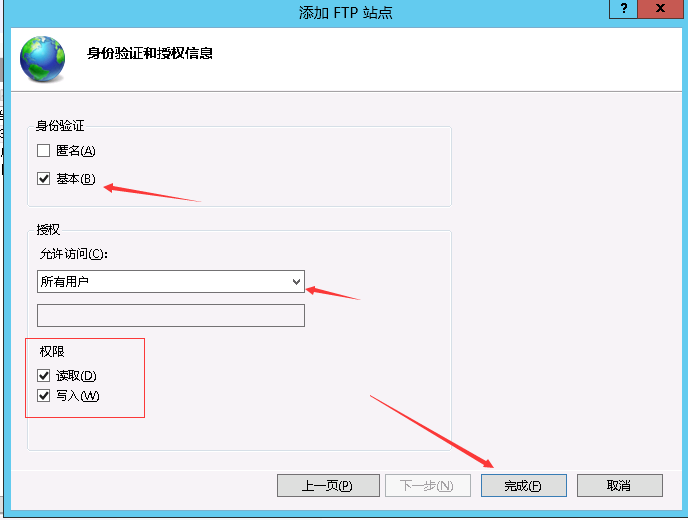 添加 FTP 站点
?
x
身份验证和授权信息
身份验证
匿名(A)
基本(B)
授权
允许访问(C):
所有用户
权限
读取(D)
写入(W)
上一页(P)
下一步(N)
完成(F)
取消